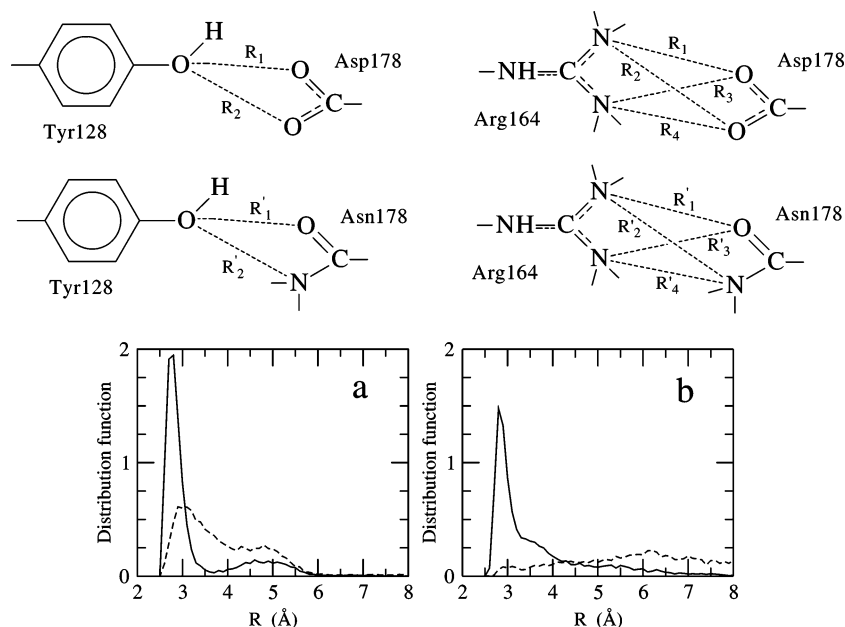 H
O
R1
R2
O
O
C
Asp178
Tyr128
NH
C
N
N
R1
R2
R3
R4
O
O
C
Asp178
Arg164
H
O
R'1
R'2
O
N
C
Asn178
Tyr128
NH
C
N
N
R'1
R'2
R'3
R'4
O
N
C
Asn178
Arg164
Distribution function
2
1
0
a
2 3 4 5 6 7 8
R (Å)
Distribution function
2
1
0
b
2 3 4 5 6 7 8
R (Å)